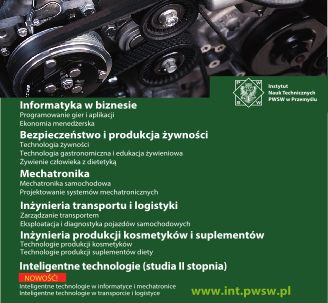 Instytut
Nauk Technicznych
PWSW w Przemyślu
Informatyka w biznesie
Programowanie gier i aplikacji
Ekonomia menedżerska
Bezpieczeństwo i produkcja żywności
Technologia żywności
Technologia gastronomiczna i edukacja żywieniowa
Żywienie człowieka z dietetyką
Mechatronika
Mechatronika samochodowa
Projektowanie systemów mechatronicznych
Inżynieria transportu i logistyki
Zarządzanie transportem
Eksploatacja i diagnostyka pojazdów samochodowych
Inżynieria produkcji kosmetyków i suplementów
Technologie produkcji kosmetyków
Technologie produkcji suplementów diety
Inteligentne technologie (studia II stopnia)
NOWOŚĆ!
Inteligentne technologie w informatyce i mechatronice
Inteligentne technologie w transporcie i logistyce
www.int.pwsw.pl